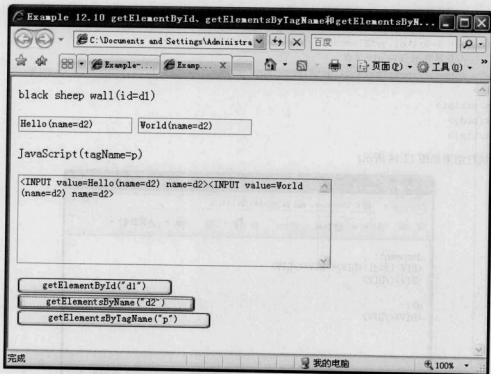 Example 12.10 getElementById、getElementsByTagName和getElementsByN...
C:\Documents and Settings\Administra
百度
Example-...
Examp...
页面(P)
工具(O)
black sheep wall(id=d1)
Hello(name=d2) World(name=d2)
JavaScript(tagName=p)
<INPUT value=Hello(name=d2) name=d2><INPUT value=World
(name=d2) name=d2>
getElementById("d1")
getElementsByName("d2")
getElementsByTagName("p")
完成 我的电脑 100%